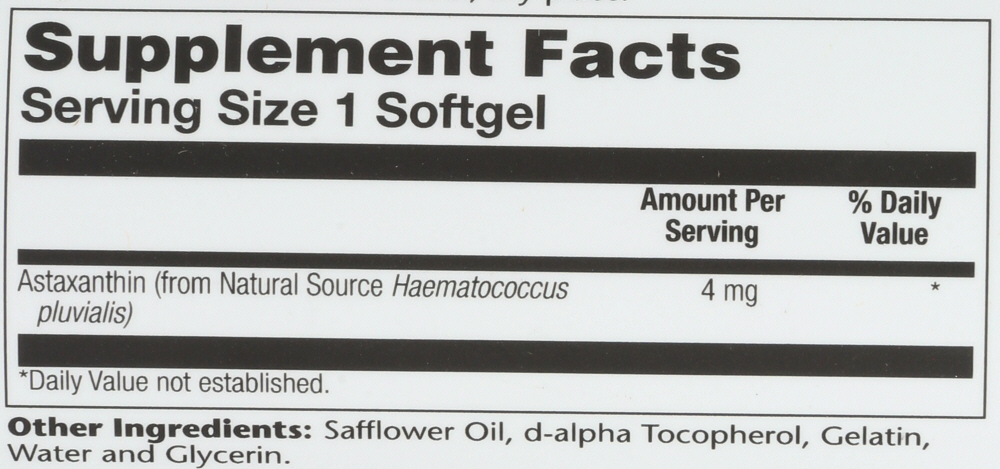 Supplement Facts
Serving Size 1 Softgel
Amount Per % Daily
Serving Value
Astaxanthin (from Natural Source Haematococcus 4 mg *
pluvialis)
*Daily Value not established.
Other Ingredients: Safflower Oil, d-alpha Tocopherol, Gelatin,
Water and Glycerin.